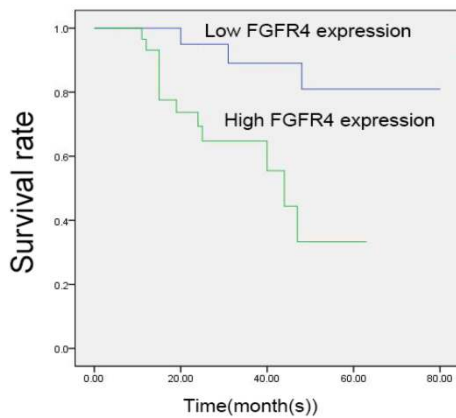 Low FGFR4 expression
High FGFR4 expression
Survival rate
1.0
0.8
0.6
0.4
0.2
0.0
0.00 20.00 40.00 60.00 80.00
Time(month(s))